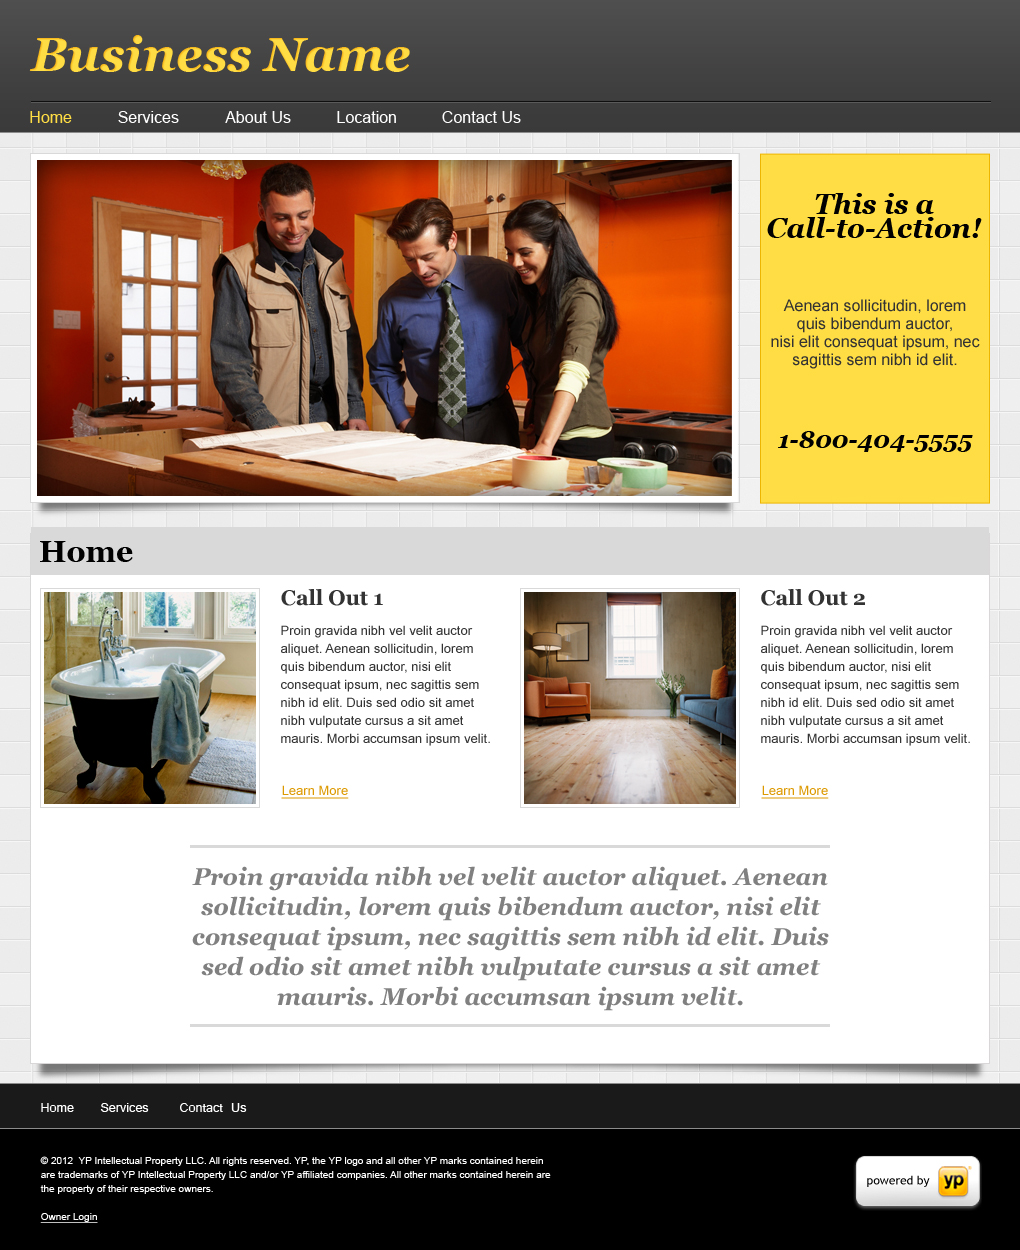 Business Name
Home Services About Us Location Contact Us
This is a
Call-to-Action!
Aenean sollicitudin, lorem
quis bibendum auctor,
nisi elit consequat ipsum, nec
sagittis sem nibh id elit.
1-800-404-5555
Home
Call Out 1
Proin gravida nibh vel velit auctor
aliquet. Aenean sollicitudin, lorem
quis bibendum auctor, nisi elit
consequat ipsum, nec sagittis sem
nibh id elit. Duis sed odio sit amet
nibh vulputate cursus a sit amet
mauris. Morbi accumsan ipsum velit.
Learn More
Call Out 2
Proin gravida nibh vel velit auctor
aliquet. Aenean sollicitudin, lorem
quis bibendum auctor, nisi elit
consequat ipsum, nec sagittis sem
nibh id elit. Duis sed odio sit amet
nibh vulputate cursus a sit amet
mauris. Morbi accumsan ipsum velit.
Learn More
Proin gravida nibh vel velit auctor aliquet. Aenean
sollicitudin, lorem quis bibendum auctor, nisi elit
consequat ipsum, nec sagittis sem nibh id elit. Duis
sed odio sit amet nibh vulputate cursus a sit amet
mauris. Morbi accumsan ipsum velit.
Home Services Contact Us
© 2012 YP Intellectual Property LLC. All rights reserved. YP, the YP logo and all other YP marks contained herein
are trademarks of YP Intellectual Property LLC and/or YP affiliated companies. All other marks contained herein are
the property of their respective owners.
Owner Login
powered by yp